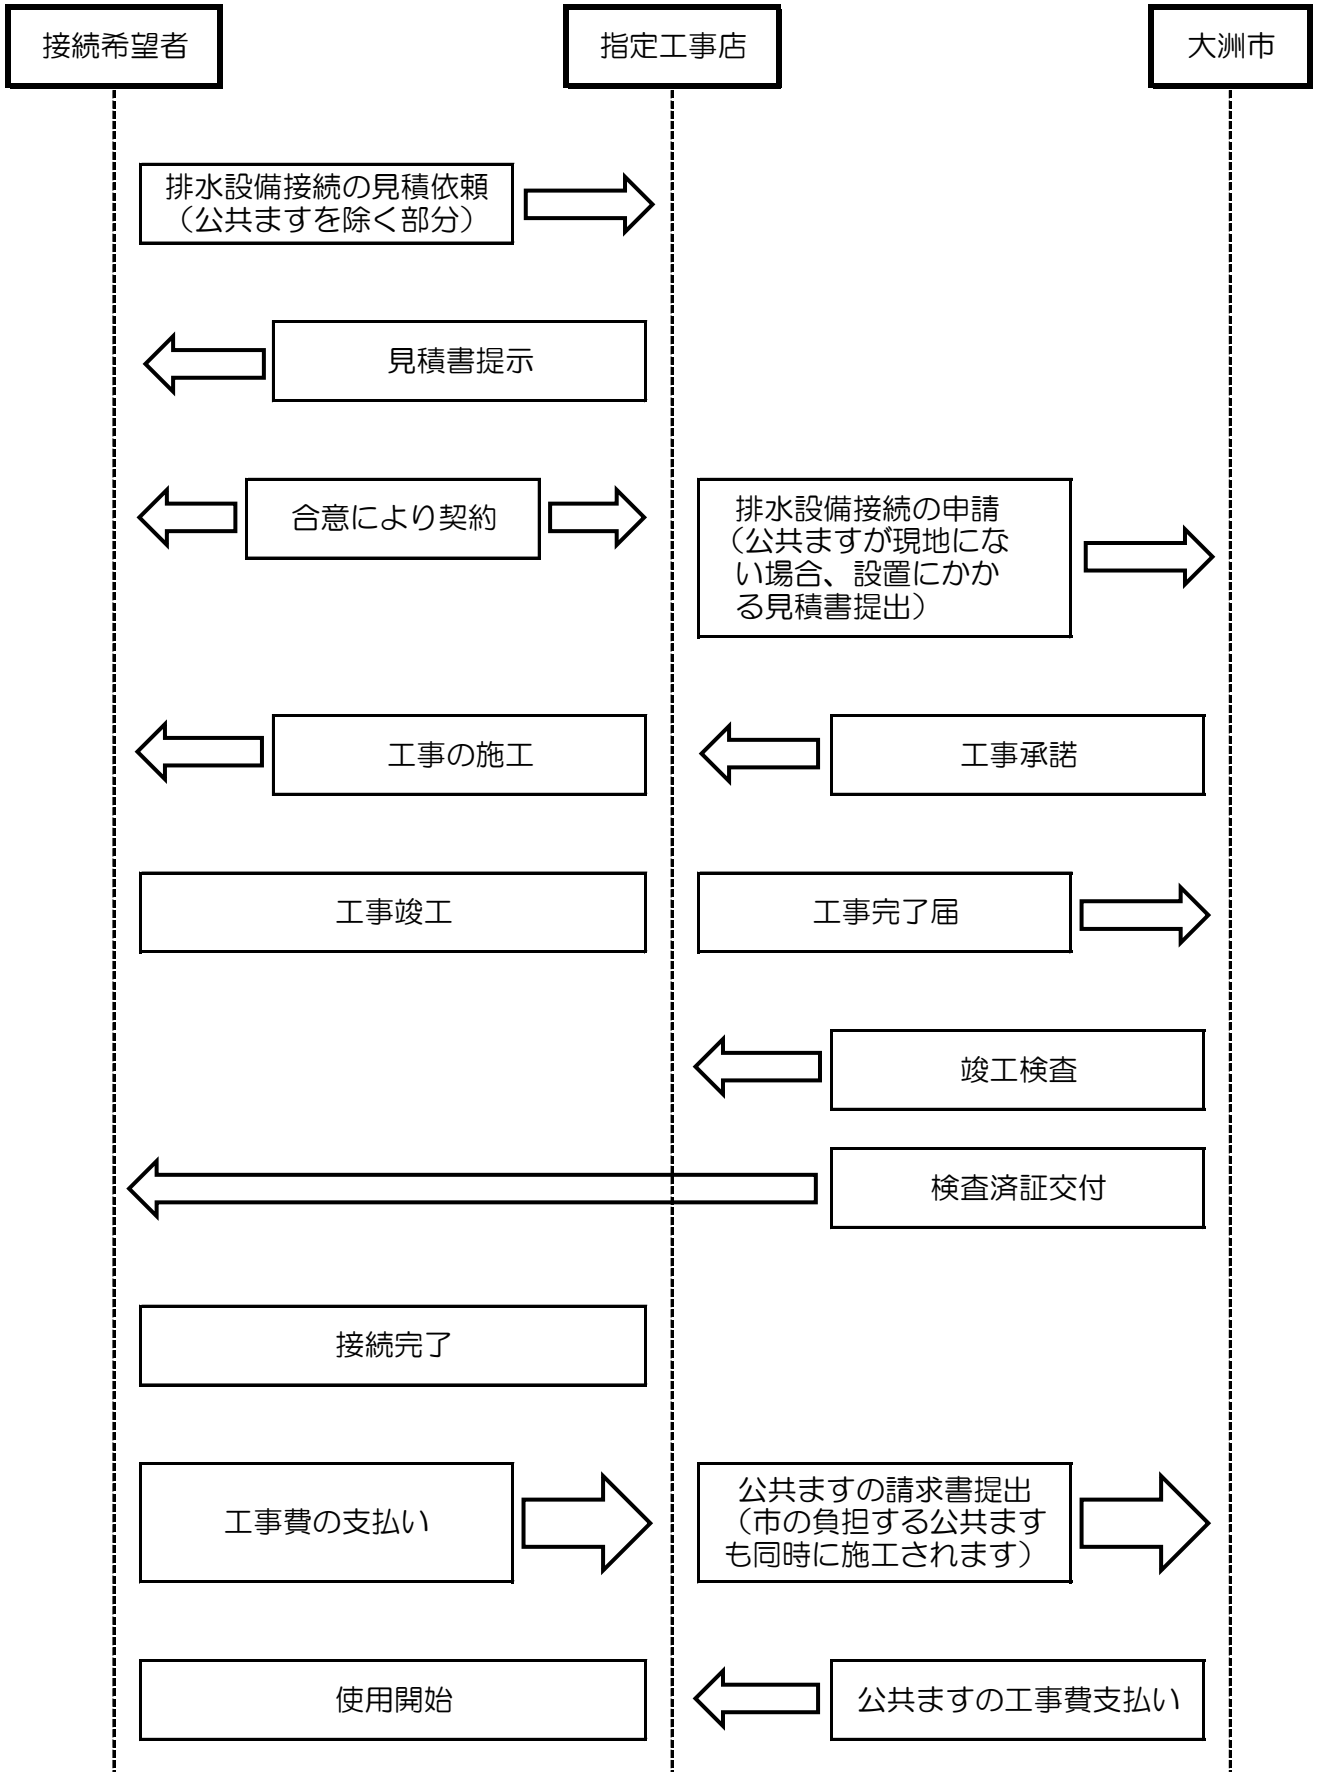 接続希望者
指定工事店
大洲市
排水設備接続の見積依頼
（公共ますを除く部分）
見積書提示
合意により契約
排水設備接続の申請
（公共ますが現地にな
い場合、設置にかか
る見積書提出）
工事の施工
工事承諾
工事竣工
工事完了届
竣工検査
検査済証交付
接続完了
工事費の支払い
公共ますの請求書提出
（市の負担する公共ます
も同時に施工されます）
使用開始
公共ますの工事費支払い